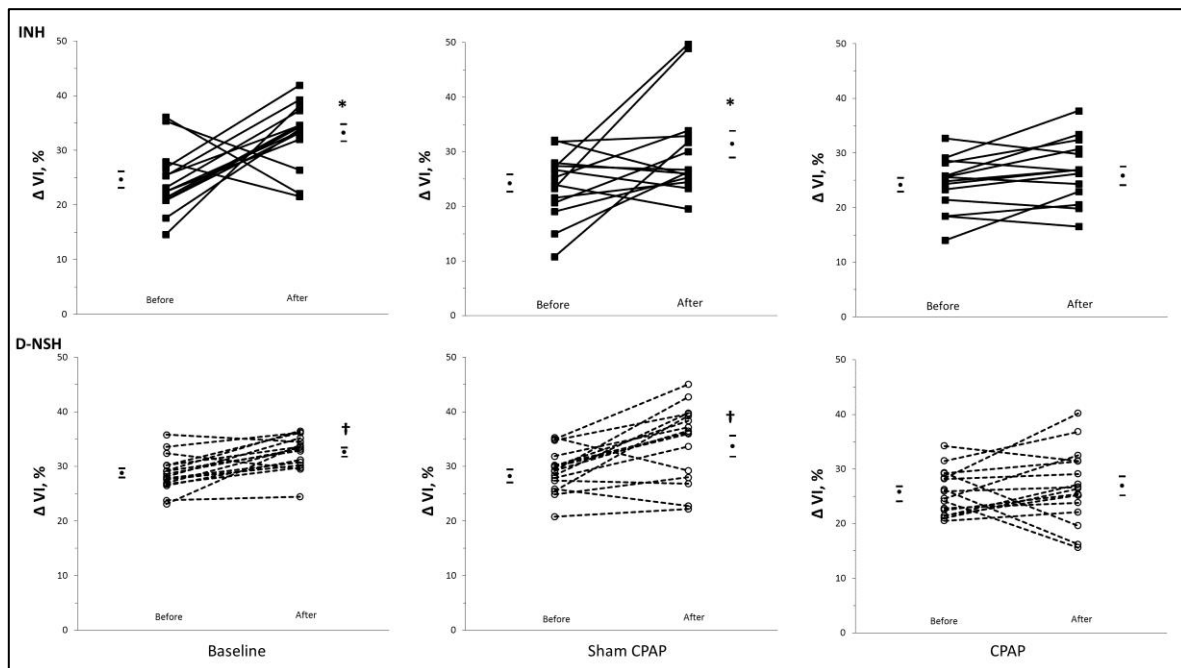 INH
50
40
30
20
10
0
Δ VI, %
Before
After
*
50
40
30
20
10
0
Δ VI, %
Before
After
*
50
40
30
20
10
0
Δ VI, %
Before
After
D-NSH
50
40
30
20
10
0
Δ VI, %
Before
After
†
Baseline
50
40
30
20
10
0
Δ VI, %
Before
After
†
Sham CPAP
50
40
30
20
10
0
Δ VI, %
Before
After
CPAP